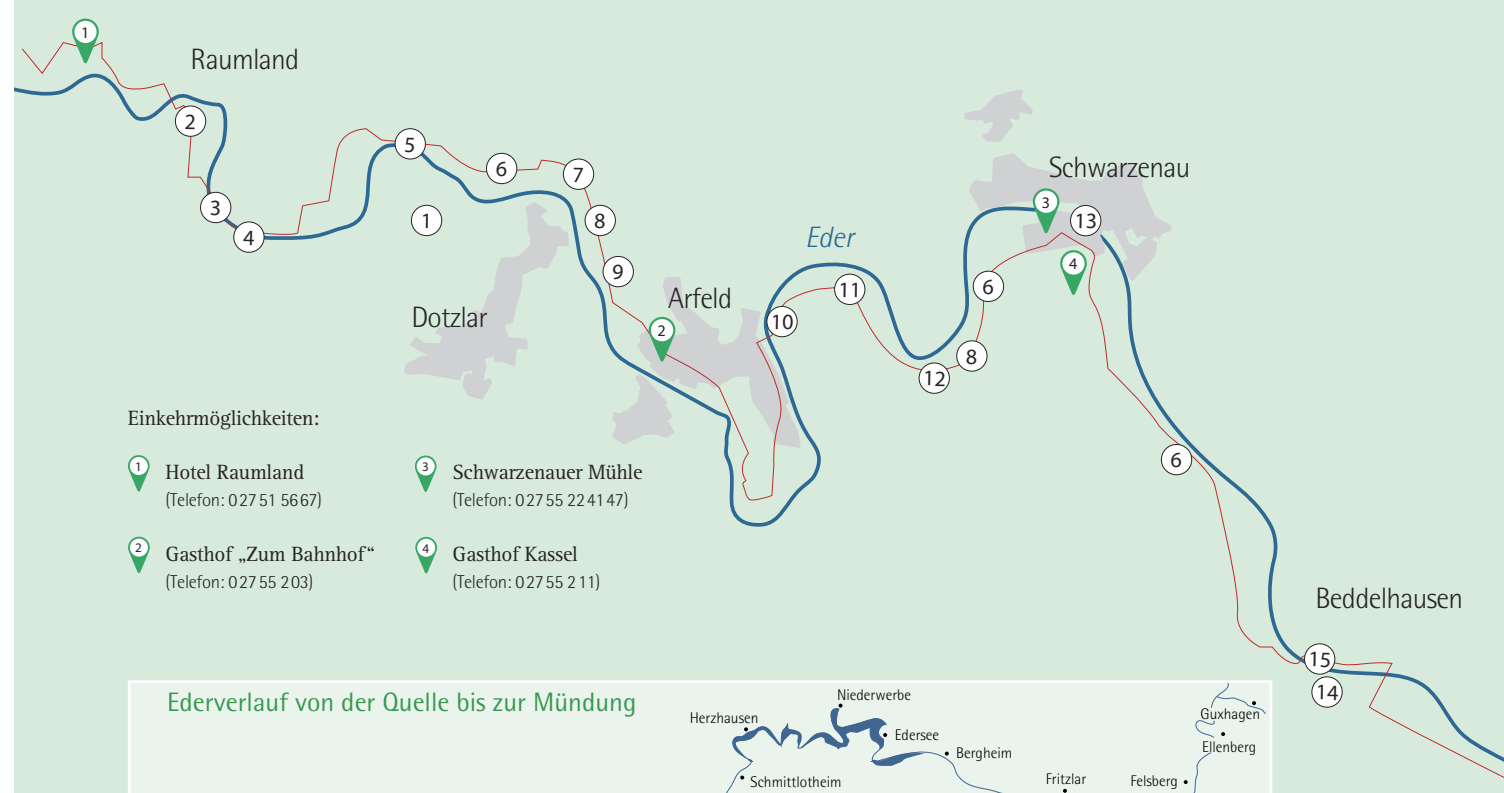 1
Raumland
2
3
4
5
6
7
1
8
9
Dotzlar
Arfeld
2
10
Eder
11
12
8
6
Schwarzenau
3
13
4
6
Beddelhausen
15
14
Einkehrmöglichkeiten:
1 Hotel Raumland
(Telefon: 02751 5667)
2 Gasthof „Zum Bahnhof“
(Telefon: 02755 203)
3 Schwarzenauer Mühle
(Telefon: 02755 224147)
4 Gasthof Kassel
(Telefon: 02755 211)
Ederverlauf von der Quelle bis zur Mündung
Niederwerbe
Herzhausen
Edersee
Bergheim
Schmittlotheim
Fritzlar
Felsberg
Guxhagen
Ellenberg